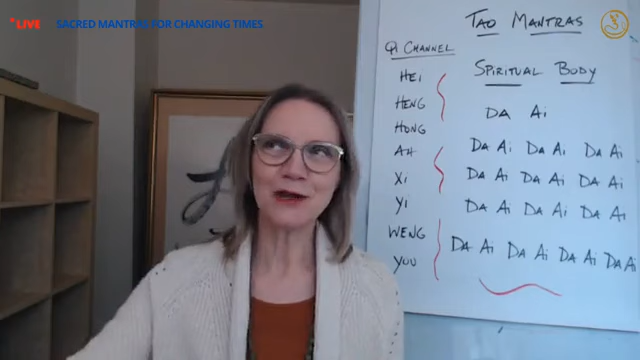 LIVE SACRED MANTRAS FOR CHANGING TIMES
TAO MANTRAS
QI CHANNEL
HEI
HENG
HONG
AH
XI
YI
WENG
YOU
SPIRITUAL BODY
DA Ai
DA Ai DA Ai DA Ai
DA Ai DA Ai DA Ai
DA Ai DA Ai DA Ai
DA Ai DA Ai DA Ai DA Ai